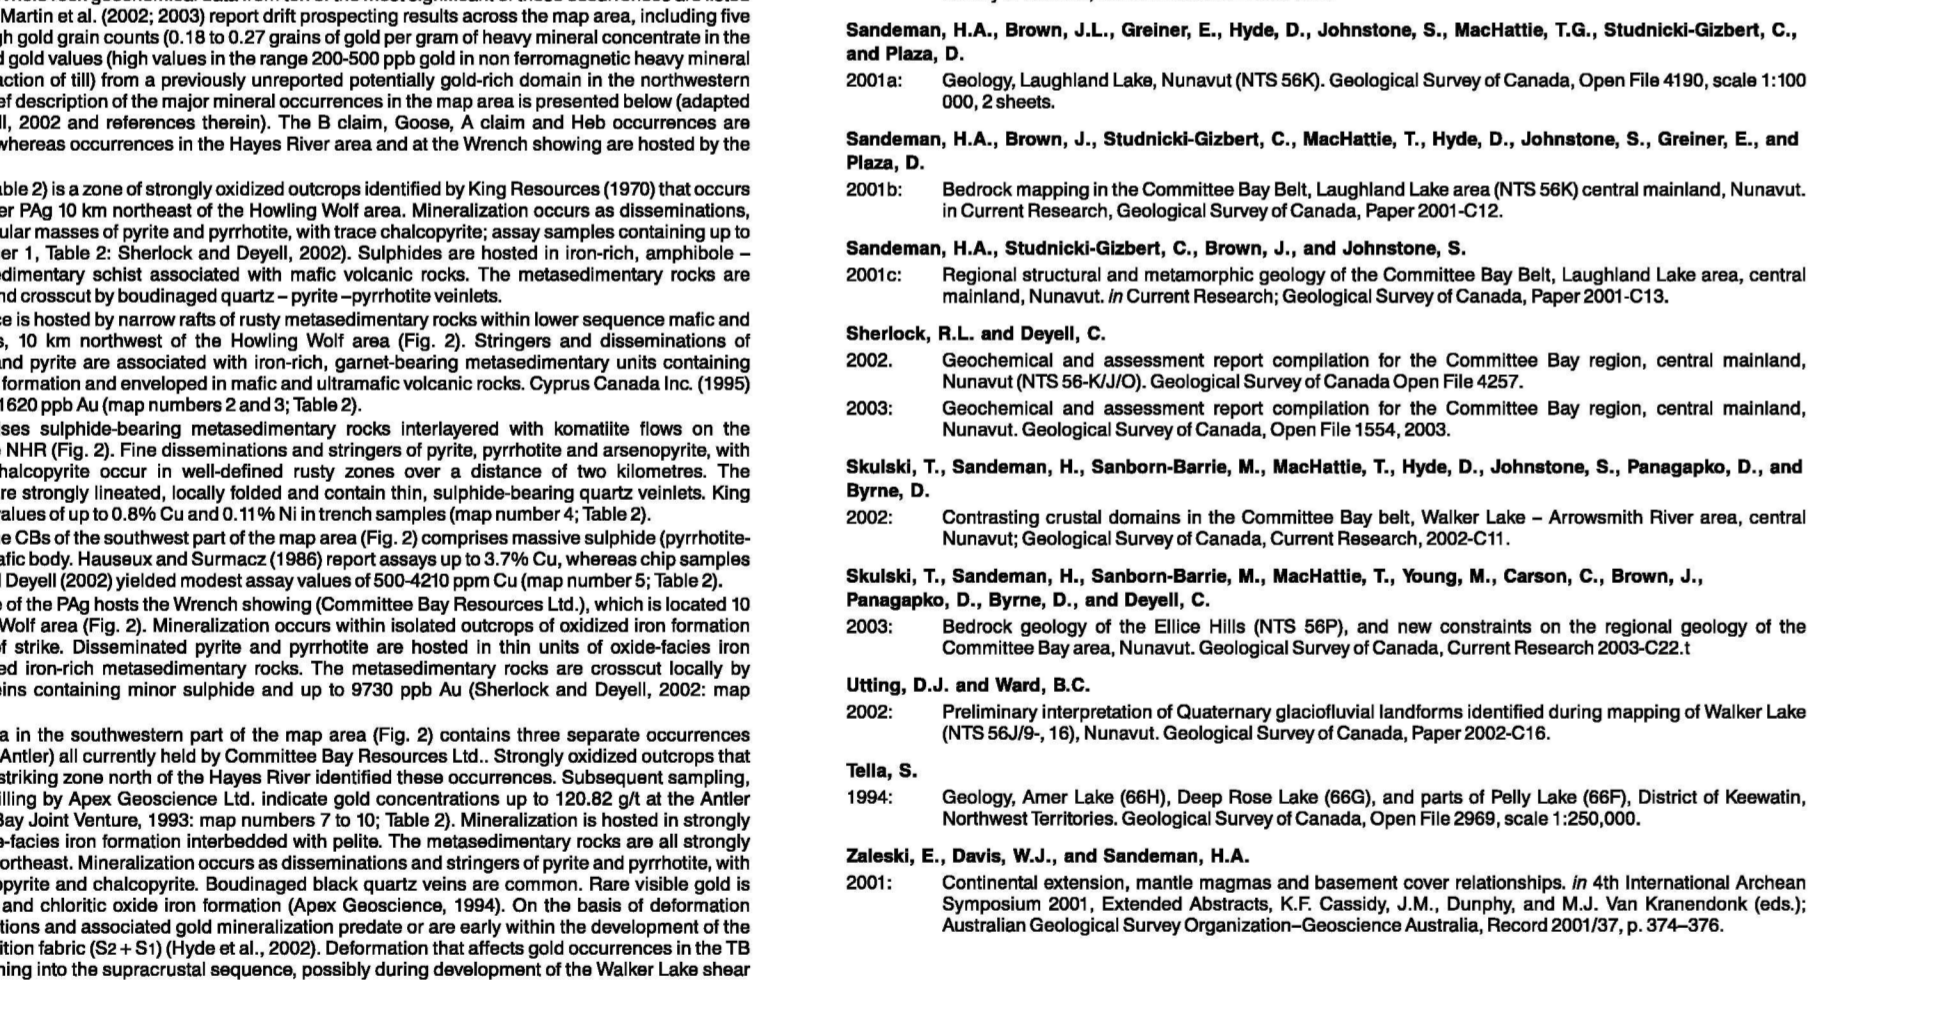 Martin et al. (2002; 2003) report drift prospecting results across the map area, including five
gh gold grain counts (0.18 to 0.27 grains of gold per gram of heavy mineral concentrate in the
d gold values (high values in the range 200-500 ppb gold in non ferromagnetic heavy mineral
action of till) from a previously unreported potentially gold-rich domain in the northwestern
ef description of the major mineral occurrences in the map area is presented below (adapted
ll, 2002 and references therein). The B claim, Goose, A claim and Heb occurrences are
whereas occurrences in the Hayes River area and at the Wrench showing are hosted by the
able 2) is a zone of strongly oxidized outcrops identified by King Resources (1970) that occurs
er PAg 10 km northeast of the Howling Wolf area. Mineralization occurs as disseminations,
ular masses of pyrite and pyrrhotite, with trace chalcopyrite; assay samples containing up to
er 1, Table 2: Sherlock and Deyell, 2002). Sulphides are hosted in iron-rich, amphibole –
edimentary schist associated with mafic volcanic rocks. The metasedimentary rocks are
nd crosscut by boudinaged quartz – pyrite –pyrrhotite veinlets.
ce is hosted by narrow rafts of rusty metasedimentary rocks within lower sequence mafic and
s, 10 km northwest of the Howling Wolf area (Fig. 2). Stringers and disseminations of
and pyrite are associated with iron-rich, garnet-bearing metasedimentary units containing
formation and enveloped in mafic and ultramafic volcanic rocks. Cyprus Canada Inc. (1995)
1620 ppb Au (map numbers 2 and 3; Table 2).
ses sulphide-bearing metasedimentary rocks interlayered with komatiite flows on the
NHR (Fig. 2). Fine disseminations and stringers of pyrite, pyrrhotite and arsenopyrite, with
halcopyrite occur in well-defined rusty zones over a distance of two kilometres. The
re strongly lineated, locally folded and contain thin, sulphide-bearing quartz veinlets. King
alues of up to 0.8% Cu and 0.11% Ni in trench samples (map number 4; Table 2).
e CBs of the southwest part of the map area (Fig. 2) comprises massive sulphide (pyrrhotite-
afic body. Hauseux and Surmacz (1986) report assays up to 3.7% Cu, whereas chip samples
Deyell (2002) yielded modest assay values of 500-4210 ppm Cu (map number 5; Table 2).
of the PAg hosts the Wrench showing (Committee Bay Resources Ltd.), which is located 10
Wolf area (Fig. 2). Mineralization occurs within isolated outcrops of oxidized iron formation
of strike. Disseminated pyrite and pyrrhotite are hosted in thin units of oxide-facies iron
ed iron-rich metasedimentary rocks. The metasedimentary rocks are crosscut locally by
eins containing minor sulphide and up to 9730 ppb Au (Sherlock and Deyell, 2002: map
a in the southwestern part of the map area (Fig. 2) contains three separate occurrences
Antler) all currently held by Committee Bay Resources Ltd.. Strongly oxidized outcrops that
striking zone north of the Hayes River identified these occurrences. Subsequent sampling,
illing by Apex Geoscience Ltd. indicate gold concentrations up to 120.82 g/t at the Antler
Bay Joint Venture, 1993: map numbers 7 to 10; Table 2). Mineralization is hosted in strongly
e-facies iron formation interbedded with pelite. The metasedimentary rocks are all strongly
ortheast. Mineralization occurs as disseminations and stringers of pyrite and pyrrhotite, with
opyrite and chalcopyrite. Boudinaged black quartz veins are common. Rare visible gold is
and chloritic oxide iron formation (Apex Geoscience, 1994). On the basis of deformation
tions and associated gold mineralization predate or are early within the development of the
ition fabric (S2 + S1) (Hyde et al., 2002). Deformation that affects gold occurrences in the TB
ning into the supracrustal sequence, possibly during development of the Walker Lake shear
Sandeman, H.A., Brown, J.L., Greiner, E., Hyde, D., Johnstone, S., MacHattie, T.G., Studnicki-Gizbert, C.,
and Plaza, D.
2001a: Geology, Laughland Lake, Nunavut (NTS 56K). Geological Survey of Canada, Open File 4190, scale 1:100
000, 2 sheets.
Sandeman, H.A., Brown, J., Studnicki-Gizbert, C., MacHattie, T., Hyde, D., Johnstone, S., Greiner, E., and
Plaza, D.
2001b: Bedrock mapping in the Committee Bay Belt, Laughland Lake area (NTS 56K) central mainland, Nunavut.
in Current Research, Geological Survey of Canada, Paper 2001-C12.
Sandeman, H.A., Studnicki-Gizbert, C., Brown, J., and Johnstone, S.
2001c: Regional structural and metamorphic geology of the Committee Bay Belt, Laughland Lake area, central
mainland, Nunavut. in Current Research; Geological Survey of Canada, Paper 2001-C13.
Sherlock, R.L. and Deyell, C.
2002. Geochemical and assessment report compilation for the Committee Bay region, central mainland,
Nunavut (NTS 56-K/J/O). Geological Survey of Canada Open File 4257.
2003: Geochemical and assessment report compilation for the Committee Bay region, central mainland,
Nunavut. Geological Survey of Canada, Open File 1554, 2003.
Skulski, T., Sandeman, H., Sanborn-Barrie, M., MacHattie, T., Hyde, D., Johnstone, S., Panagapko, D., and
Byrne, D.
2002: Contrasting crustal domains in the Committee Bay belt, Walker Lake – Arrowsmith River area, central
Nunavut; Geological Survey of Canada, Current Research, 2002-C11.
Skulski, T., Sandeman, H., Sanborn-Barrie, M., MacHattie, T., Young, M., Carson, C., Brown, J.,
Panagapko, D., Byrne, D., and Deyell, C.
2003: Bedrock geology of the Ellice Hills (NTS 56P), and new constraints on the regional geology of the
Committee Bay area, Nunavut. Geological Survey of Canada, Current Research 2003-C22.t
Utting, D.J. and Ward, B.C.
2002: Preliminary interpretation of Quaternary glaciofluvial landforms identified during mapping of Walker Lake
(NTS 56J/9-, 16), Nunavut. Geological Survey of Canada, Paper 2002-C16.
Tella, S.
1994: Geology, Amer Lake (66H), Deep Rose Lake (66G), and parts of Pelly Lake (66F), District of Keewatin,
Northwest Territories. Geological Survey of Canada, Open File 2969, scale 1:250,000.
Zaleski, E., Davis, W.J., and Sandeman, H.A.
2001: Continental extension, mantle magmas and basement cover relationships. in 4th International Archean
Symposium 2001, Extended Abstracts, K.F. Cassidy, J.M., Dunphy, and M.J. Van Kranendonk (eds.);
Australian Geological Survey Organization–Geoscience Australia, Record 2001/37, p. 374–376.